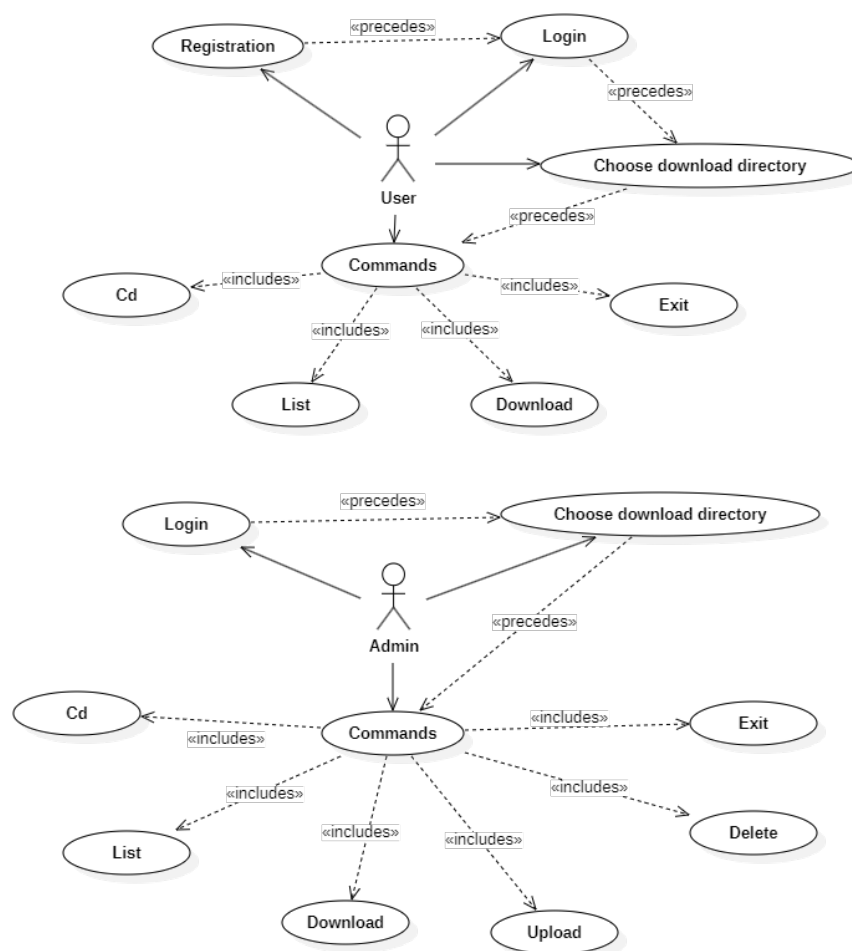 «precedes»
Registration
Login
«precedes»
Choose download directory
User
«precedes»
Commands
«includes»
«includes»
Cd
Exit
«includes»
«includes»
List
Download
«precedes»
Choose download directory
Login
«precedes»
Admin
Cd
«includes»
Commands
«includes»
Exit
«includes»
«includes»
List
«includes»
«includes»
Delete
Download
Upload